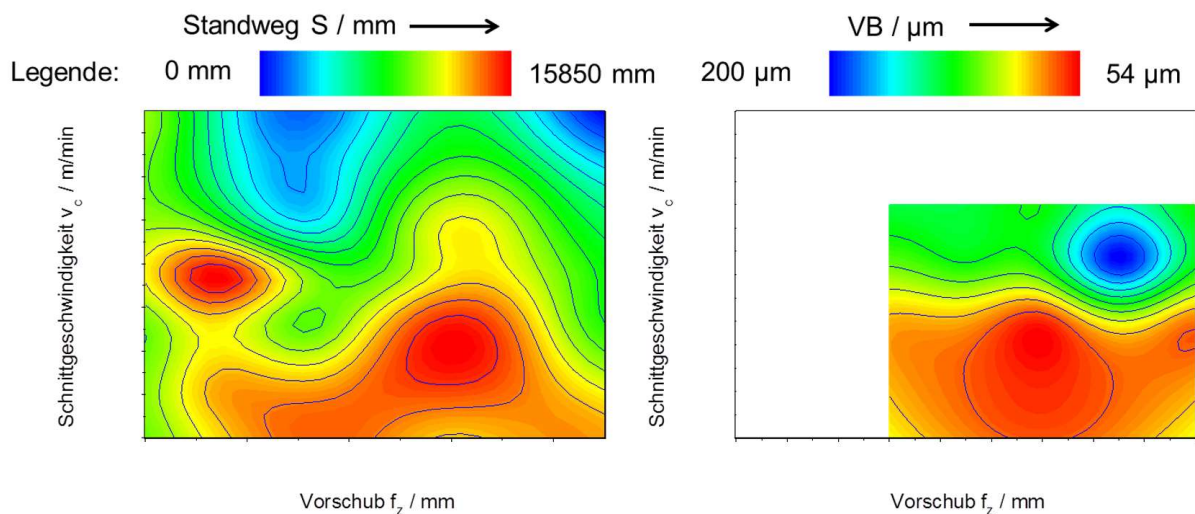 Standweg S / mm
Legende: 0 mm 15850 mm
Schnittgeschwindigkeit v_c / m/min
Vorschub f_z / mm
VB / µm
200 µm 54 µm
Schnittgeschwindigkeit v_c / m/min
Vorschub f_z / mm